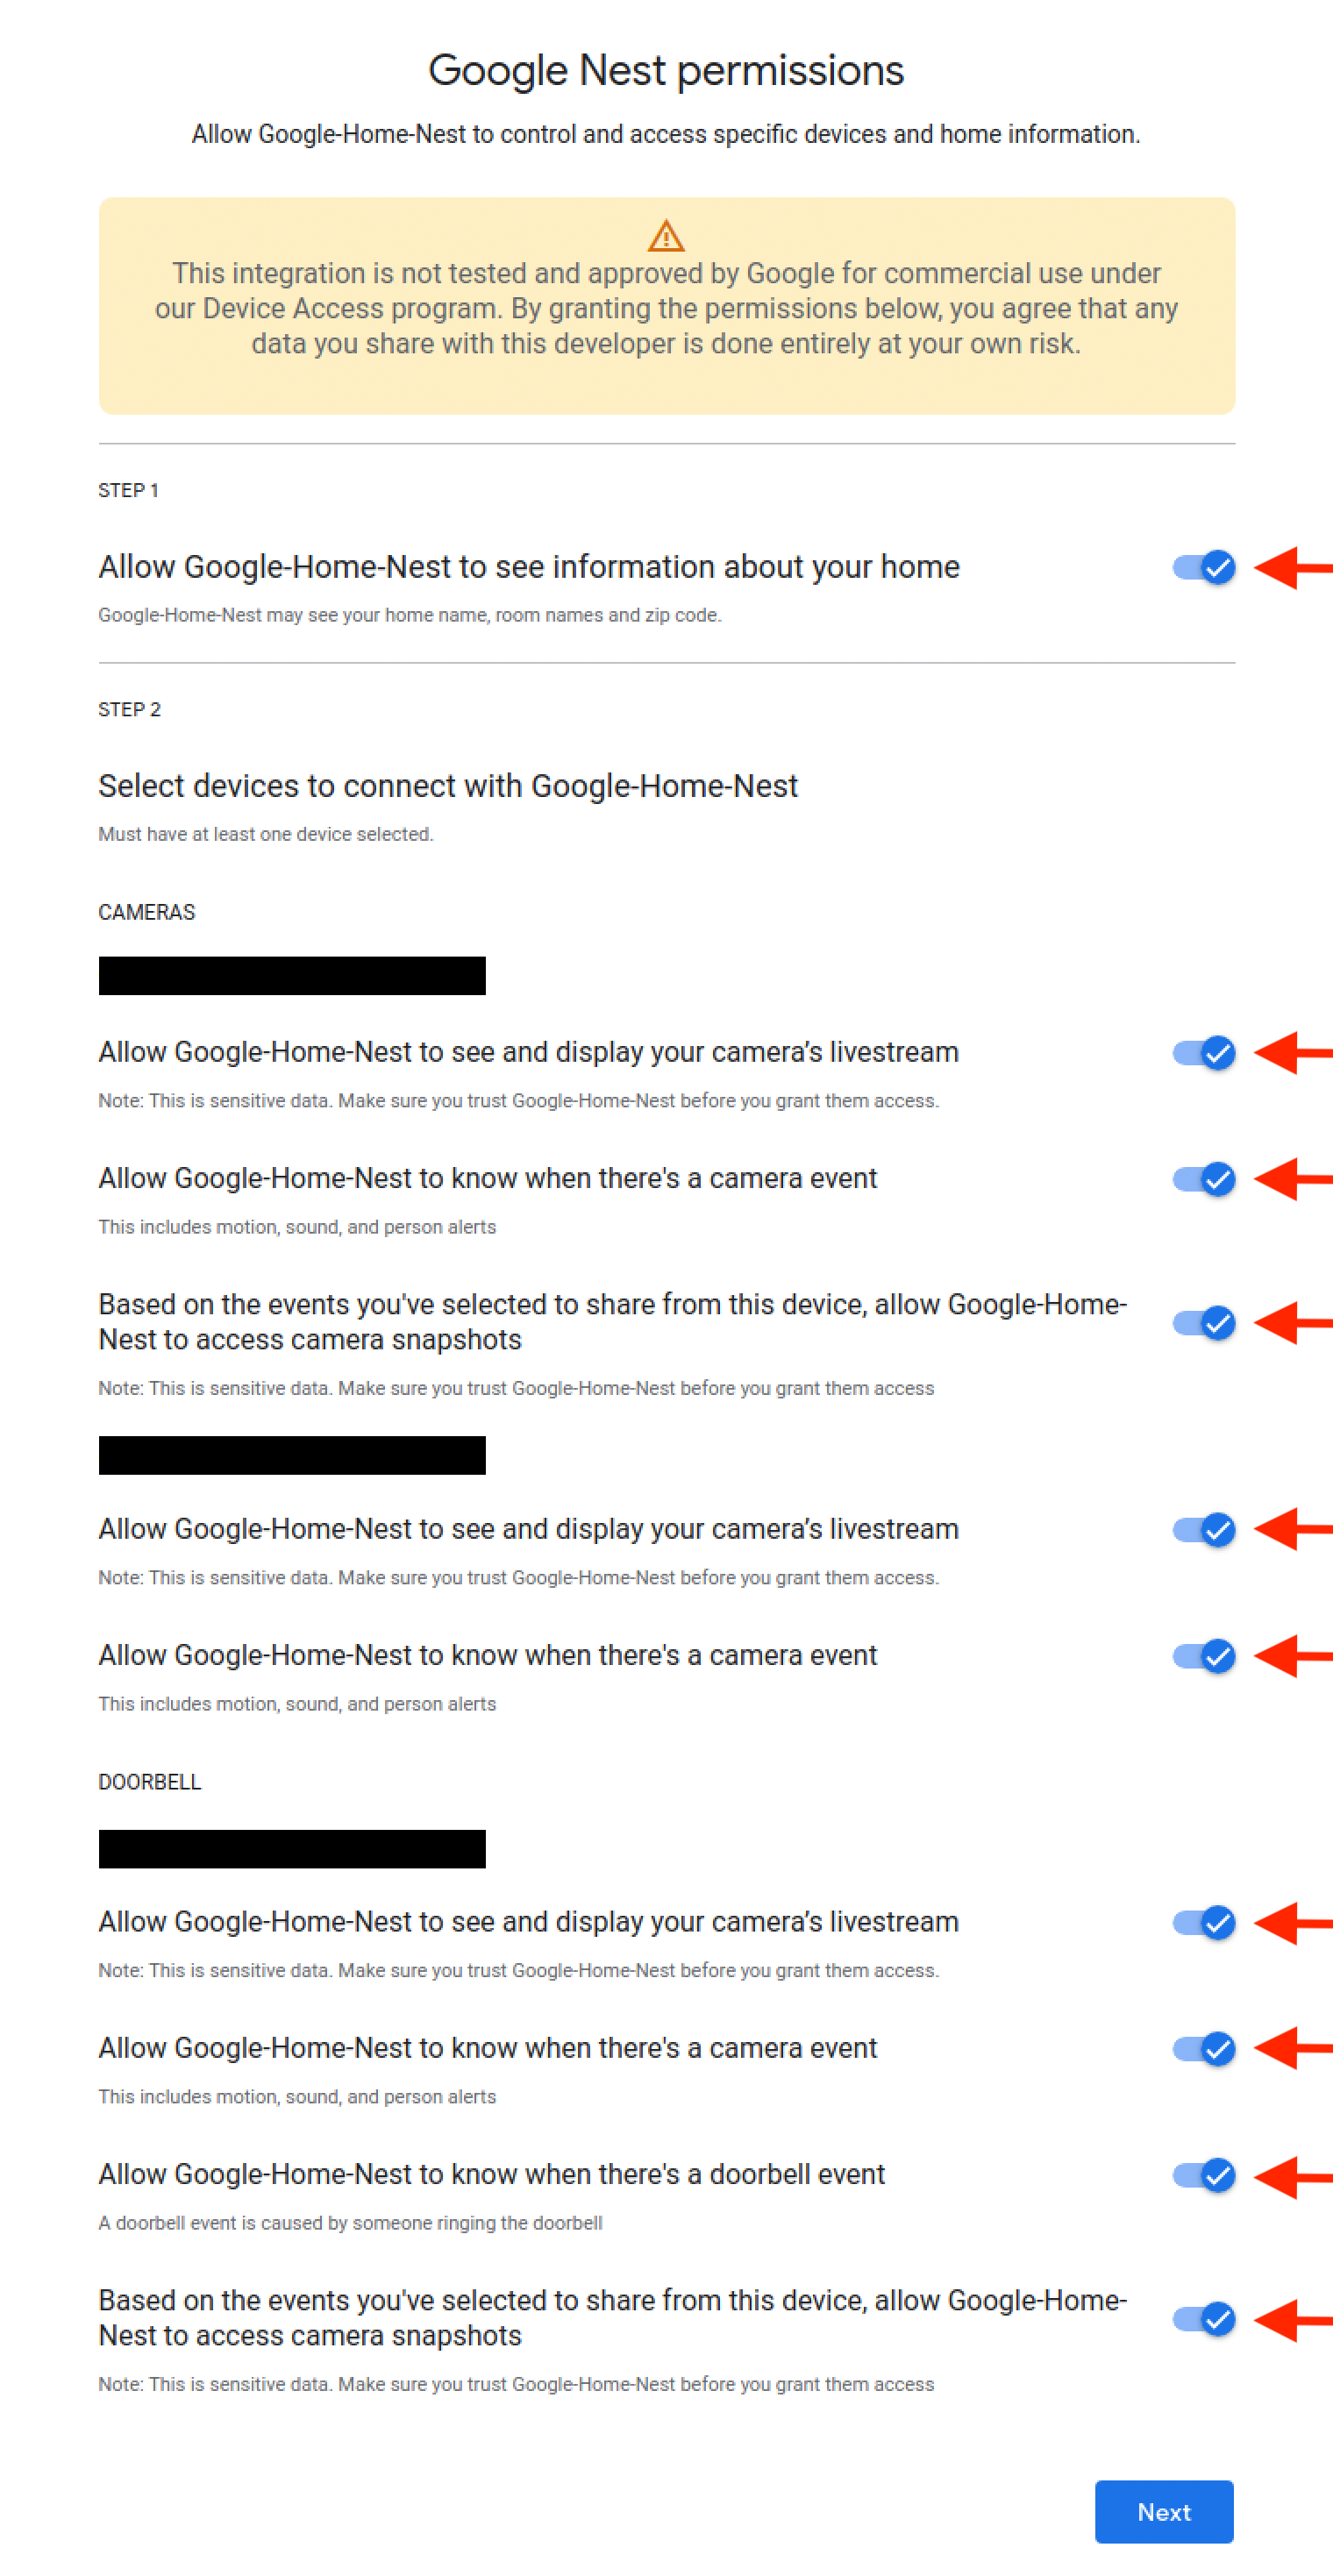 Google Nest permissions
Allow Google-Home-Nest to control and access specific devices and home information.
This integration is not tested and approved by Google for commercial use under
our Device Access program. By granting the permissions below, you agree that any
data you share with this developer is done entirely at your own risk.
STEP 1
Allow Google-Home-Nest to see information about your home
Google-Home-Nest may see your home name, room names and zip code.
STEP 2
Select devices to connect with Google-Home-Nest
Must have at least one device selected.
CAMERAS
Allow Google-Home-Nest to see and display your camera’s livestream
Note: This is sensitive data. Make sure you trust Google-Home-Nest before you grant them access.
Allow Google-Home-Nest to know when there's a camera event
This includes motion, sound, and person alerts
Based on the events you've selected to share from this device, allow Google-Home-
Nest to access camera snapshots
Note: This is sensitive data. Make sure you trust Google-Home-Nest before you grant them access
Allow Google-Home-Nest to see and display your camera’s livestream
Note: This is sensitive data. Make sure you trust Google-Home-Nest before you grant them access.
Allow Google-Home-Nest to know when there's a camera event
This includes motion, sound, and person alerts
DOORBELL
Allow Google-Home-Nest to see and display your camera’s livestream
Note: This is sensitive data. Make sure you trust Google-Home-Nest before you grant them access.
Allow Google-Home-Nest to know when there's a camera event
This includes motion, sound, and person alerts
Allow Google-Home-Nest to know when there's a doorbell event
A doorbell event is caused by someone ringing the doorbell
Based on the events you've selected to share from this device, allow Google-Home-
Nest to access camera snapshots
Note: This is sensitive data. Make sure you trust Google-Home-Nest before you grant them access
Next